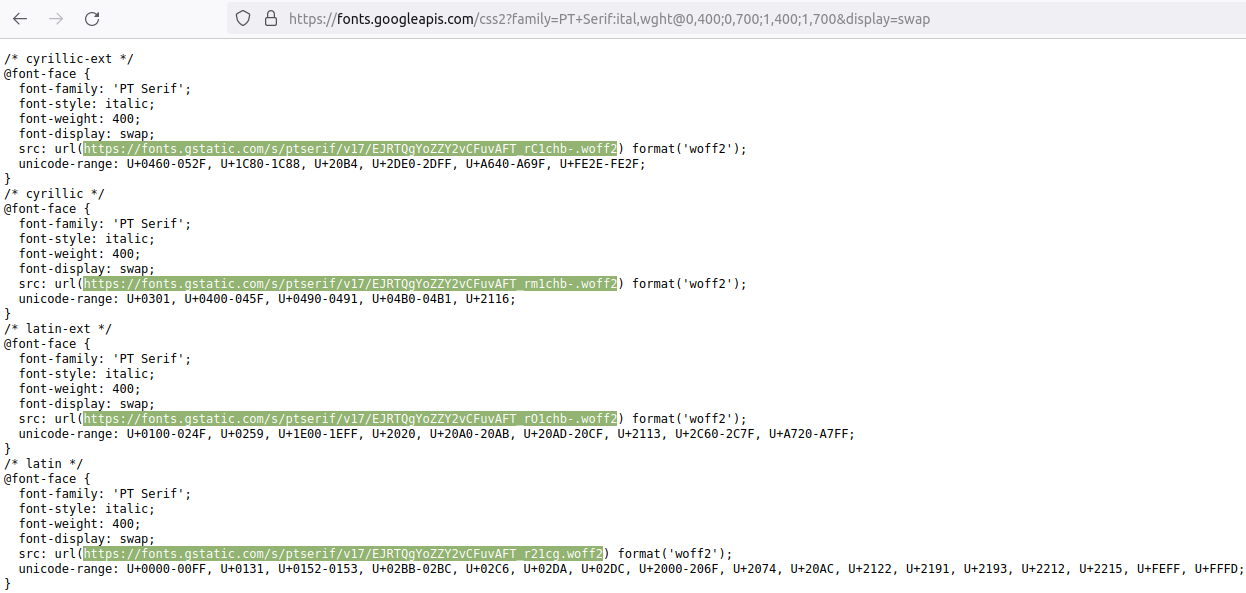 https://fonts.googleapis.com/css2?family=PT+Serif:ital,wght@0,400;0,700;1,400;1,700&display=swap
/* cyrillic-ext */
@font-face {
  font-family: 'PT Serif';
  font-style: italic;
  font-weight: 400;
  font-display: swap;
  src: url(https://fonts.gstatic.com/s/ptserif/v17/EJRTQgYoZZY2vCFuvAFT_rC1chb-.woff2) format('woff2');
  unicode-range: U+0460-052F, U+1C80-1C88, U+20B4, U+2DE0-2DFF, U+A640-A69F, U+FE2E-FE2F;
}
/* cyrillic */
@font-face {
  font-family: 'PT Serif';
  font-style: italic;
  font-weight: 400;
  font-display: swap;
  src: url(https://fonts.gstatic.com/s/ptserif/v17/EJRTQgYoZZY2vCFuvAFT_rm1chb-.woff2) format('woff2');
  unicode-range: U+0301, U+0400-045F, U+0490-0491, U+04B0-04B1, U+2116;
}
/* latin-ext */
@font-face {
  font-family: 'PT Serif';
  font-style: italic;
  font-weight: 400;
  font-display: swap;
  src: url(https://fonts.gstatic.com/s/ptserif/v17/EJRTQgYoZZY2vCFuvAFT_rO1chb-.woff2) format('woff2');
  unicode-range: U+0100-024F, U+0259, U+1E00-1EFF, U+2020, U+20A0-20AB, U+20AD-20CF, U+2113, U+2C60-2C7F, U+A720-A7FF;
}
/* latin */
@font-face {
  font-family: 'PT Serif';
  font-style: italic;
  font-weight: 400;
  font-display: swap;
  src: url(https://fonts.gstatic.com/s/ptserif/v17/EJRTQgYoZZY2vCFuvAFT_r21cg.woff2) format('woff2');
  unicode-range: U+0000-00FF, U+0131, U+0152-0153, U+02BB-02BC, U+02C6, U+02DA, U+02DC, U+2000-206F, U+2074, U+20AC, U+2122, U+2191, U+2193, U+2212, U+2215, U+FEFF, U+FFFD;
}